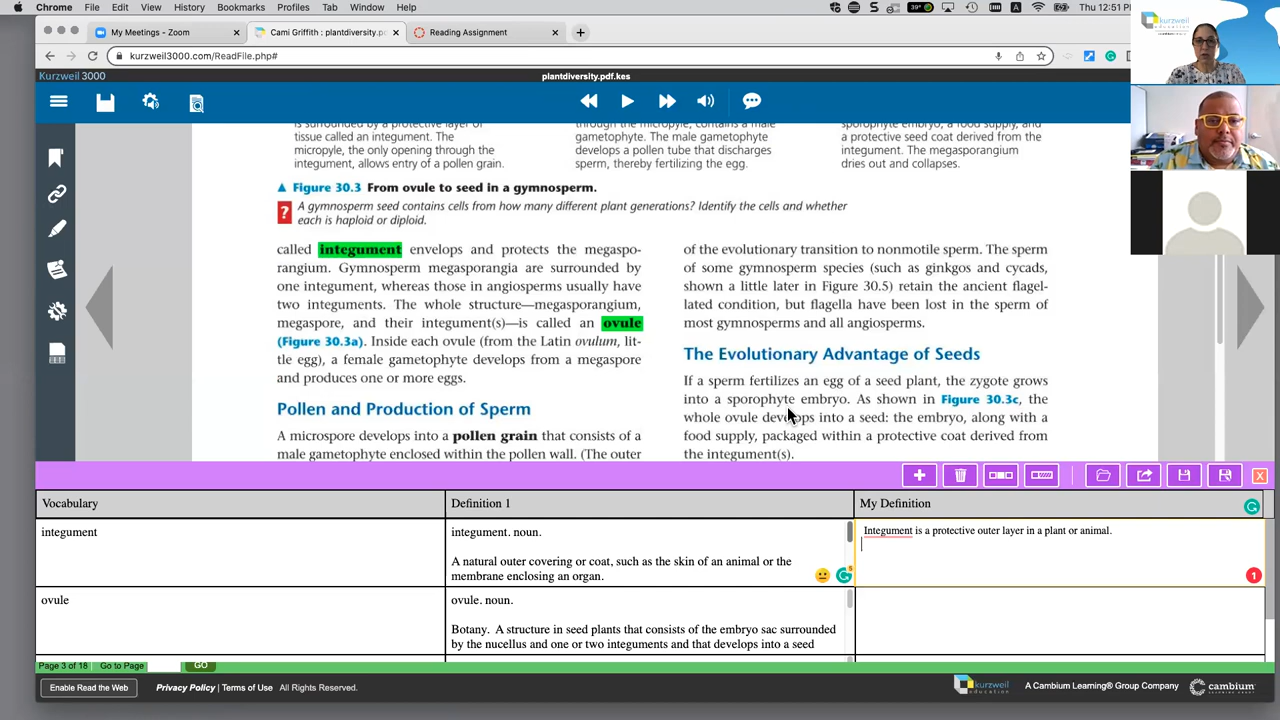 Chrome File Edit View History Bookmarks Profiles Tab Window Help
39° Thu 12:51
My Meetings - Zoom
Cami Griffith : plantdiversity.p
Reading Assignment
kurzweil3000.com/ReadFile.php#
Kurzweil 3000
plantdiversity.pdf.kes
is surrounded by a protective layer of
tissue called an integument. The
micropyle, the only opening through the
integument, allows entry of a pollen grain.
through the micropyle, contains a male
gametophyte. The male gametophyte
develops a pollen tube that discharges
sperm, thereby fertilizing the egg.
sporophyte embryo, a food supply, and
a protective seed coat derived from the
integument. The megasporangium
dries out and collapses.
▲ Figure 30.3 From ovule to seed in a gymnosperm.
? A gymnosperm seed contains cells from how many different plant generations? Identify the cells and whether
each is haploid or diploid.
called integument envelops and protects the megaspo-
rangium. Gymnosperm megasporangia are surrounded by
one integument, whereas those in angiosperms usually have
two integuments. The whole structure—megasporangium,
megaspore, and their integument(s)—is called an ovule
(Figure 30.3a). Inside each ovule (from the Latin ovulum, lit-
tle egg), a female gametophyte develops from a megaspore
and produces one or more eggs.
Pollen and Production of Sperm
A microspore develops into a pollen grain that consists of a
male gametophyte enclosed within the pollen wall. (The outer
of the evolutionary transition to nonmotile sperm. The sperm
of some gymnosperm species (such as ginkgos and cycads,
shown a little later in Figure 30.5) retain the ancient flagel-
lated condition, but flagella have been lost in the sperm of
most gymnosperms and all angiosperms.
The Evolutionary Advantage of Seeds
If a sperm fertilizes an egg of a seed plant, the zygote grows
into a sporophyte embryo. As shown in Figure 30.3c, the
whole ovule develops into a seed: the embryo, along with a
food supply, packaged within a protective coat derived from
the integument(s).
Vocabulary
Definition 1
My Definition
integument
integument. noun.
A natural outer covering or coat, such as the skin of an animal or the
membrane enclosing an organ.
Integument is a protective outer layer in a plant or animal.
1
ovule
ovule. noun.
Botany. A structure in seed plants that consists of the embryo sac surrounded
by the nucellus and one or two integuments and that develops into a seed
Page 3 of 18 Go to Page GO
Enable Read the Web
Privacy Policy | Terms of Use All Rights Reserved.
kurzweil
education
A Cambium Learning® Group Company
cambium
kurzweil
education